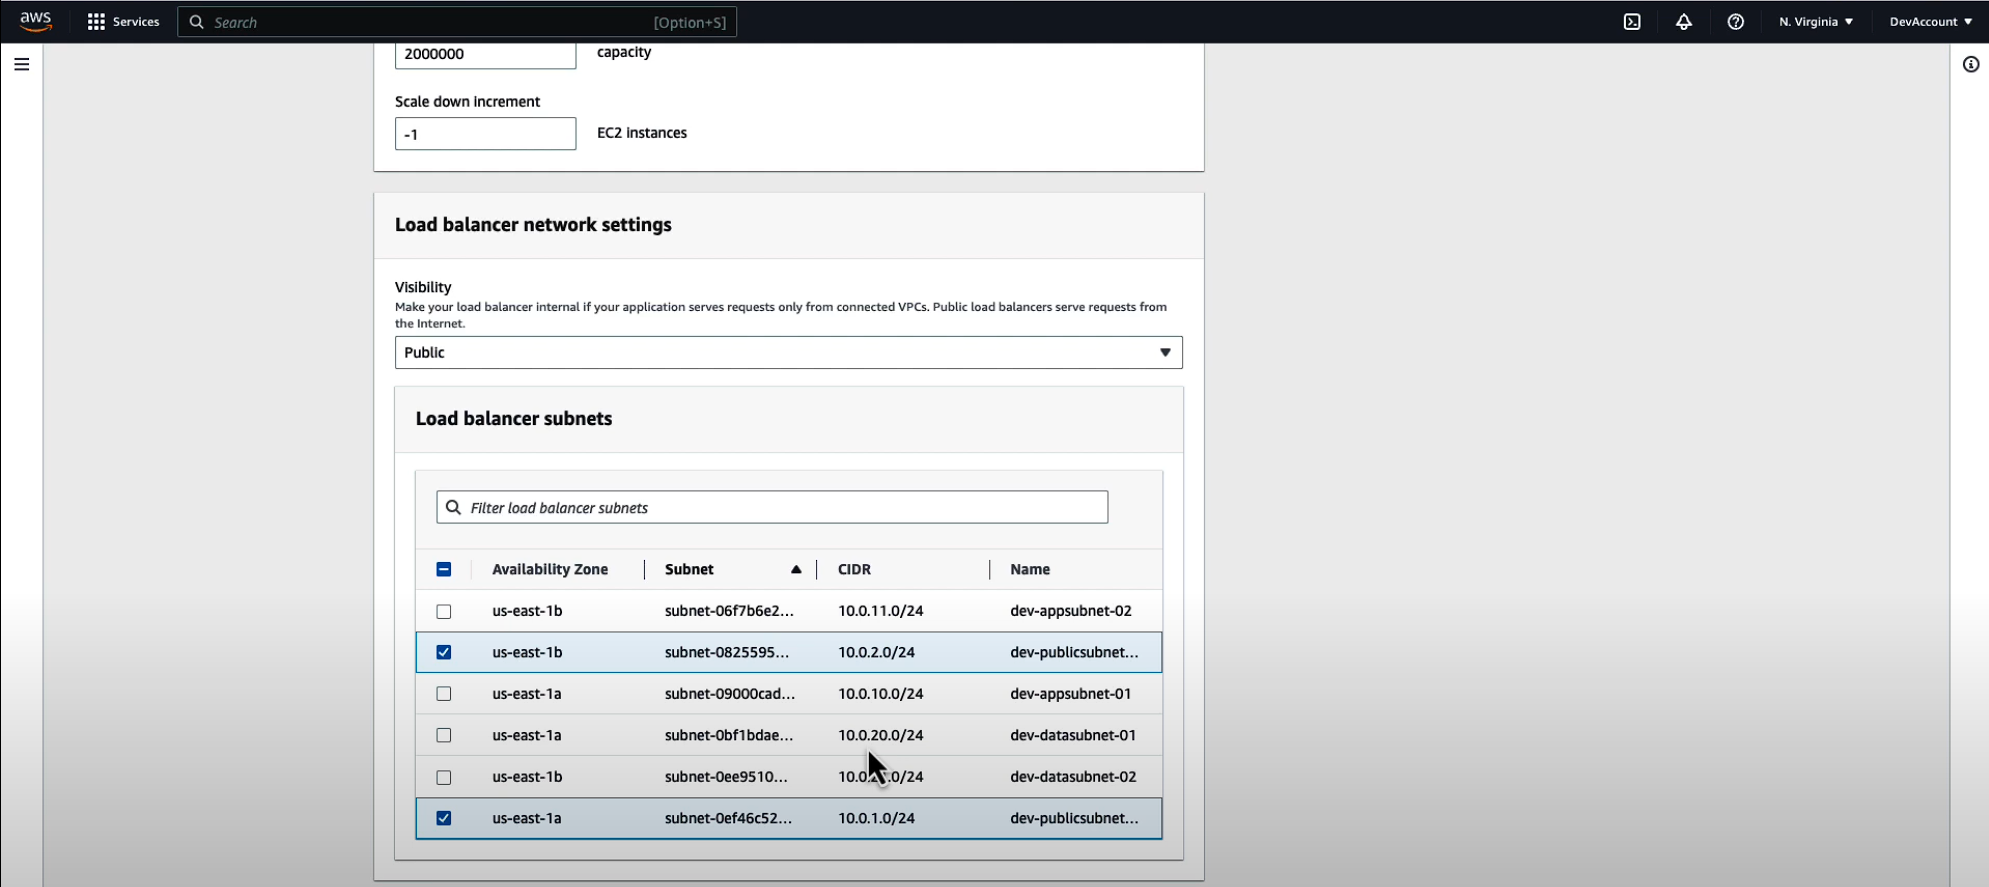 aws Services Search [Option+S] N. Virginia DevAccount
2000000 capacity
Scale down increment
-1 EC2 instances
Load balancer network settings
Visibility
Make your load balancer internal if your application serves requests only from connected VPCs. Public load balancers serve requests from
the Internet.
Public
Load balancer subnets
Filter load balancer subnets
Availability Zone Subnet CIDR Name
us-east-1b subnet-06f7b6e2... 10.0.11.0/24 dev-appsubnet-02
us-east-1b subnet-0825595... 10.0.2.0/24 dev-publicsubnet...
us-east-1a subnet-09000cad... 10.0.10.0/24 dev-appsubnet-01
us-east-1a subnet-0bf1bdae... 10.0.20.0/24 dev-datasubnet-01
us-east-1b subnet-0ee9510... dev-datasubnet-02
us-east-1a subnet-0ef46c52... 10.0.1.0/24 dev-publicsubnet...